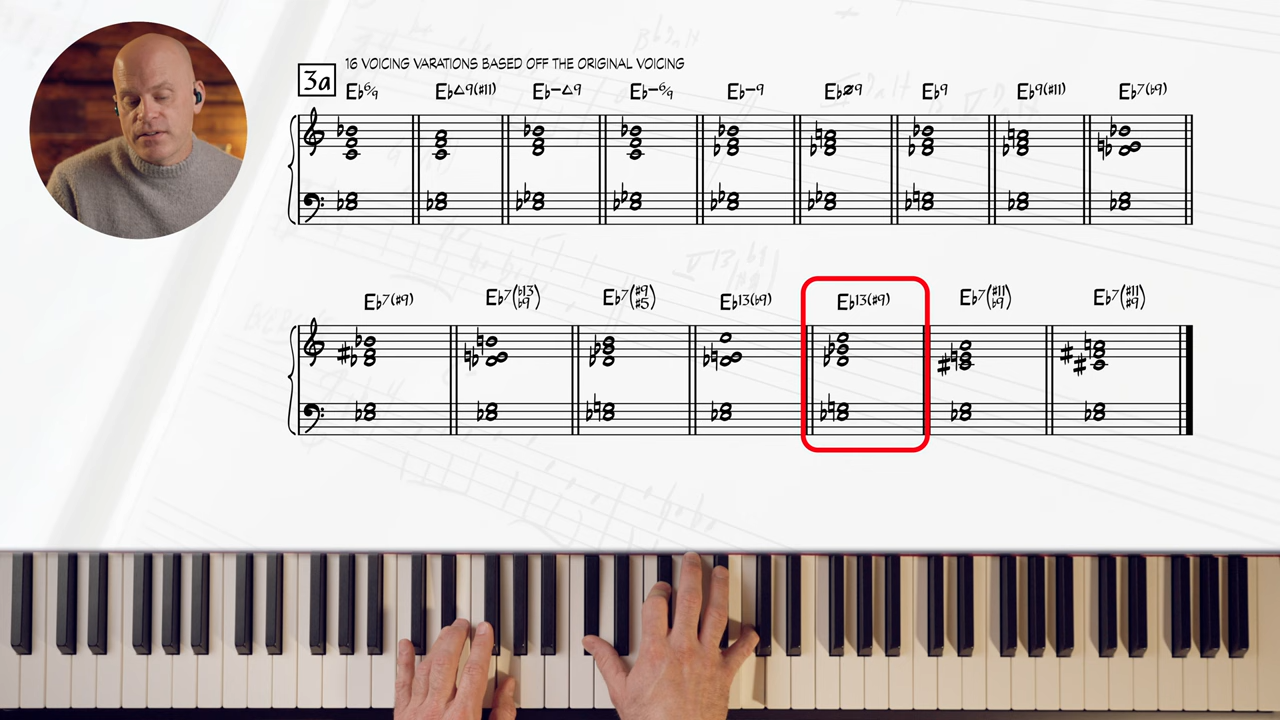 3a
16 VOICING VARATIONS BASED OFF THE ORIGINAL VOICING
E♭6/9 E♭△9(♯11) E♭−△9 E♭−6/9 E♭−9 E♭ø9 E♭9 E♭9(♯11) E♭7(♭9)
E♭7(♯9) E♭7(♭13 ♭9) E♭7(♯9 ♯5) E♭13(♭9) E♭13(♯9) E♭7(♯11 ♭9) E♭7(♯11 ♯9)